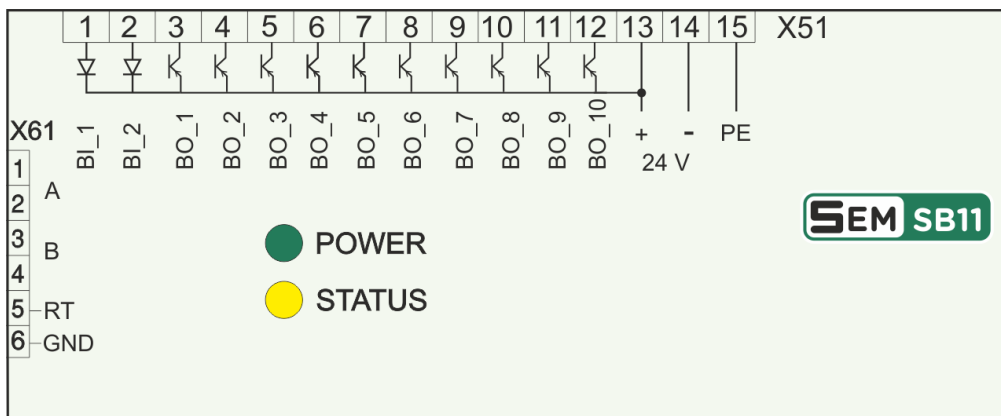 1 2 3 4 5 6 7 8 9 10 11 12 13 14 15 X51
BI_1 BI_2 BO_1 BO_2 BO_3 BO_4 BO_5 BO_6 BO_7 BO_8 BO_9 BO_10 + - PE
24 V
X61
1
A
2
3
B
4
5 RT
6 GND
SEM SB11
POWER
STATUS